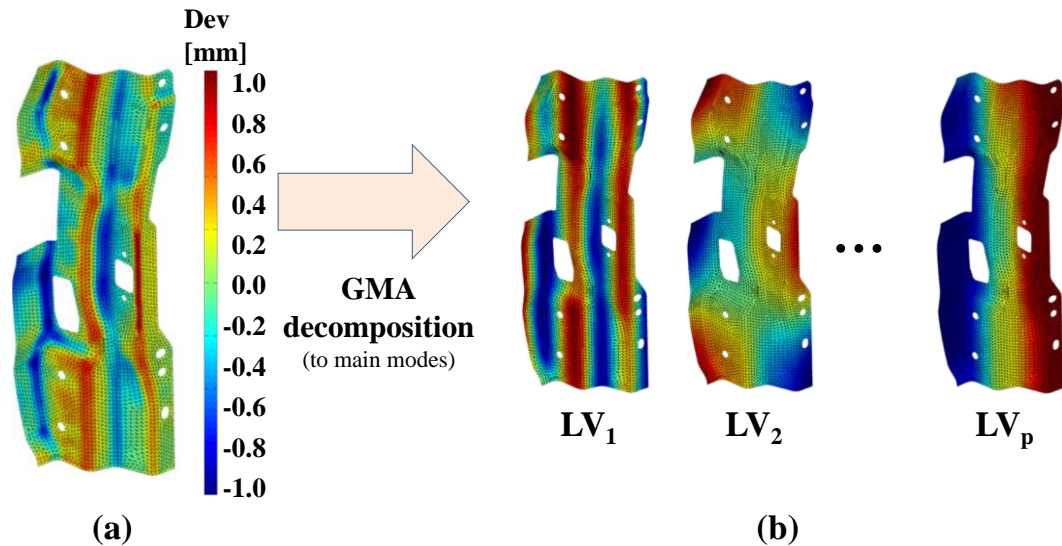 Dev
[mm]
1.0
0.8
0.6
0.4
0.2
0.0
-0.2
-0.4
-0.6
-0.8
-1.0
(a)
GMA
decomposition
(to main modes)
...
LV1
LV2
LVp
(b)